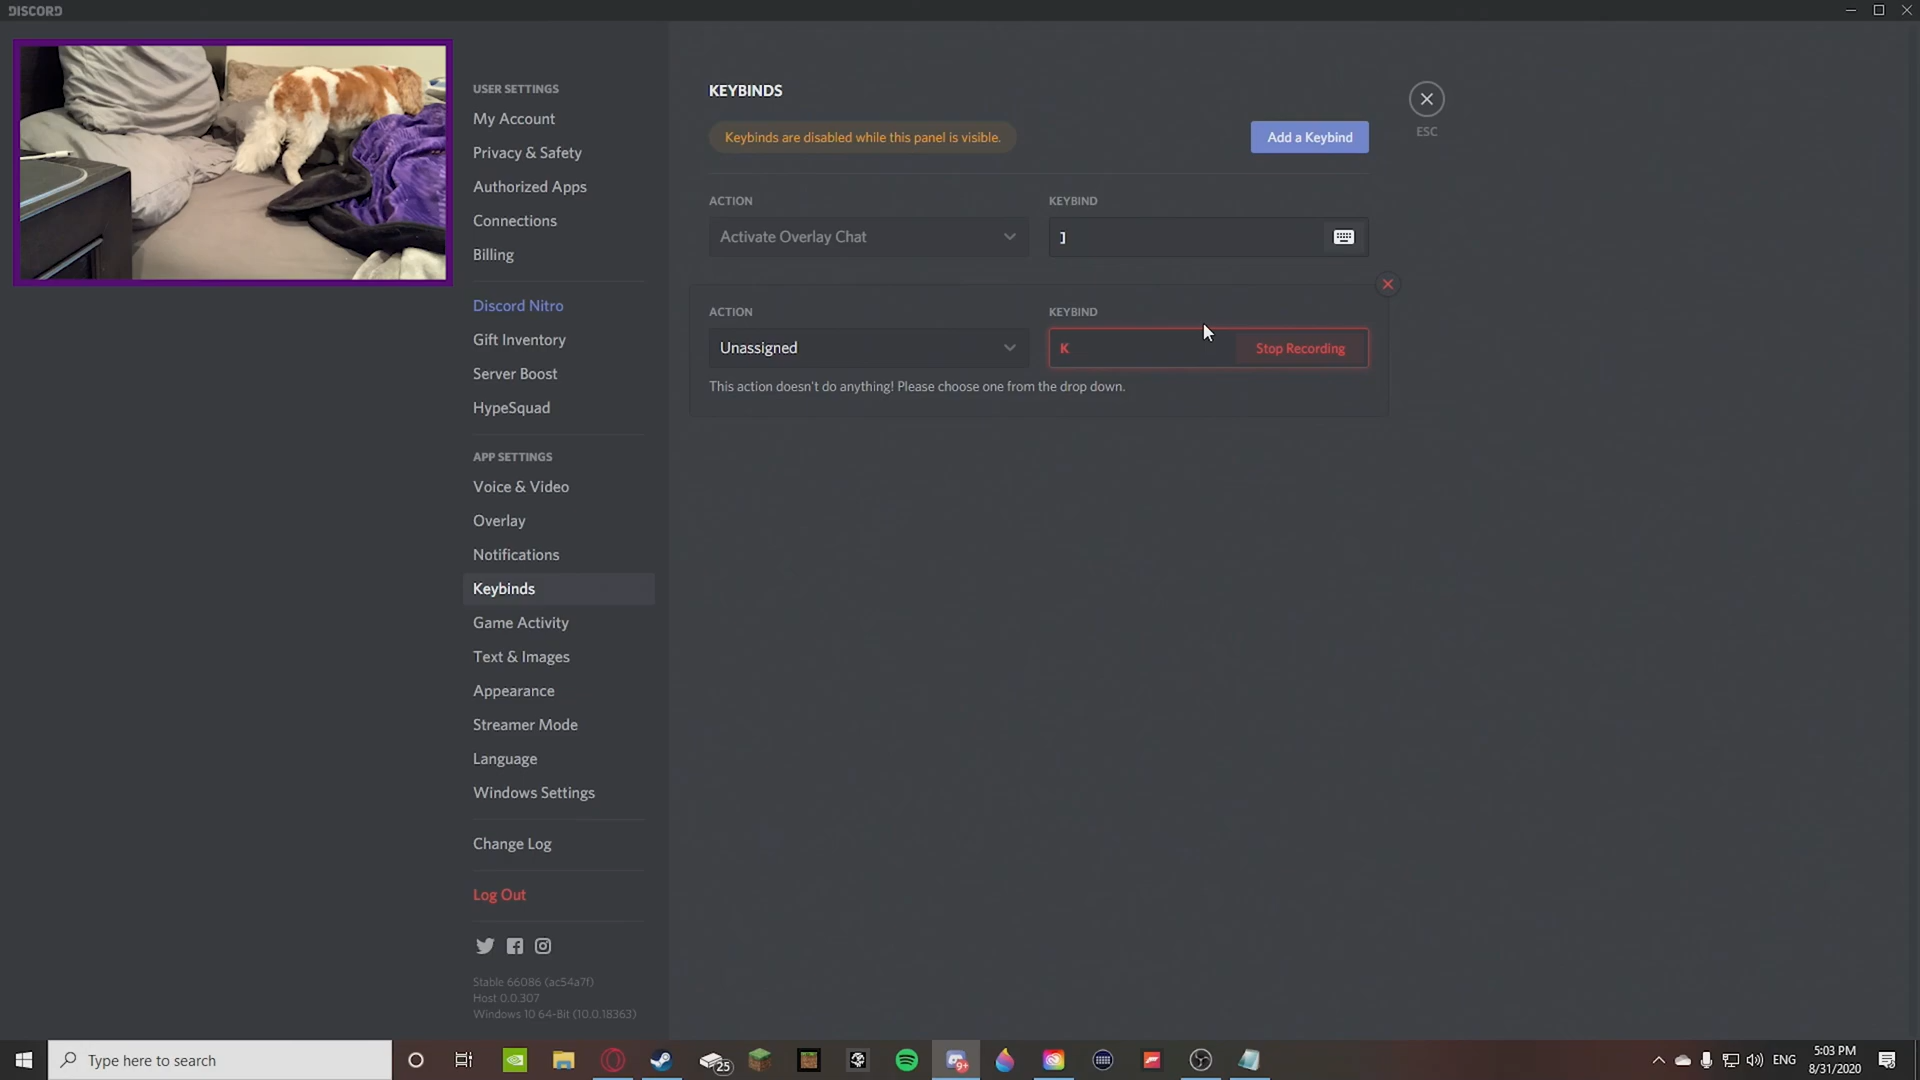 DISCORD
USER SETTINGS
My Account
Privacy & Safety
Authorized Apps
Connections
Billing
Discord Nitro
Gift Inventory
Server Boost
HypeSquad
APP SETTINGS
Voice & Video
Overlay
Notifications
Keybinds
Game Activity
Text & Images
Appearance
Streamer Mode
Language
Windows Settings
Change Log
Log Out
Stable 66086 (ac54a7f)
Host 0.0.307
Windows 10 64-Bit (10.0.18363)
KEYBINDS
Keybinds are disabled while this panel is visible.
Add a Keybind
ESC
ACTION
KEYBIND
Activate Overlay Chat
]
ACTION
KEYBIND
Unassigned
K
Stop Recording
This action doesn't do anything! Please choose one from the drop down.
Type here to search
25
9+
ENG
5:03 PM
8/31/2020